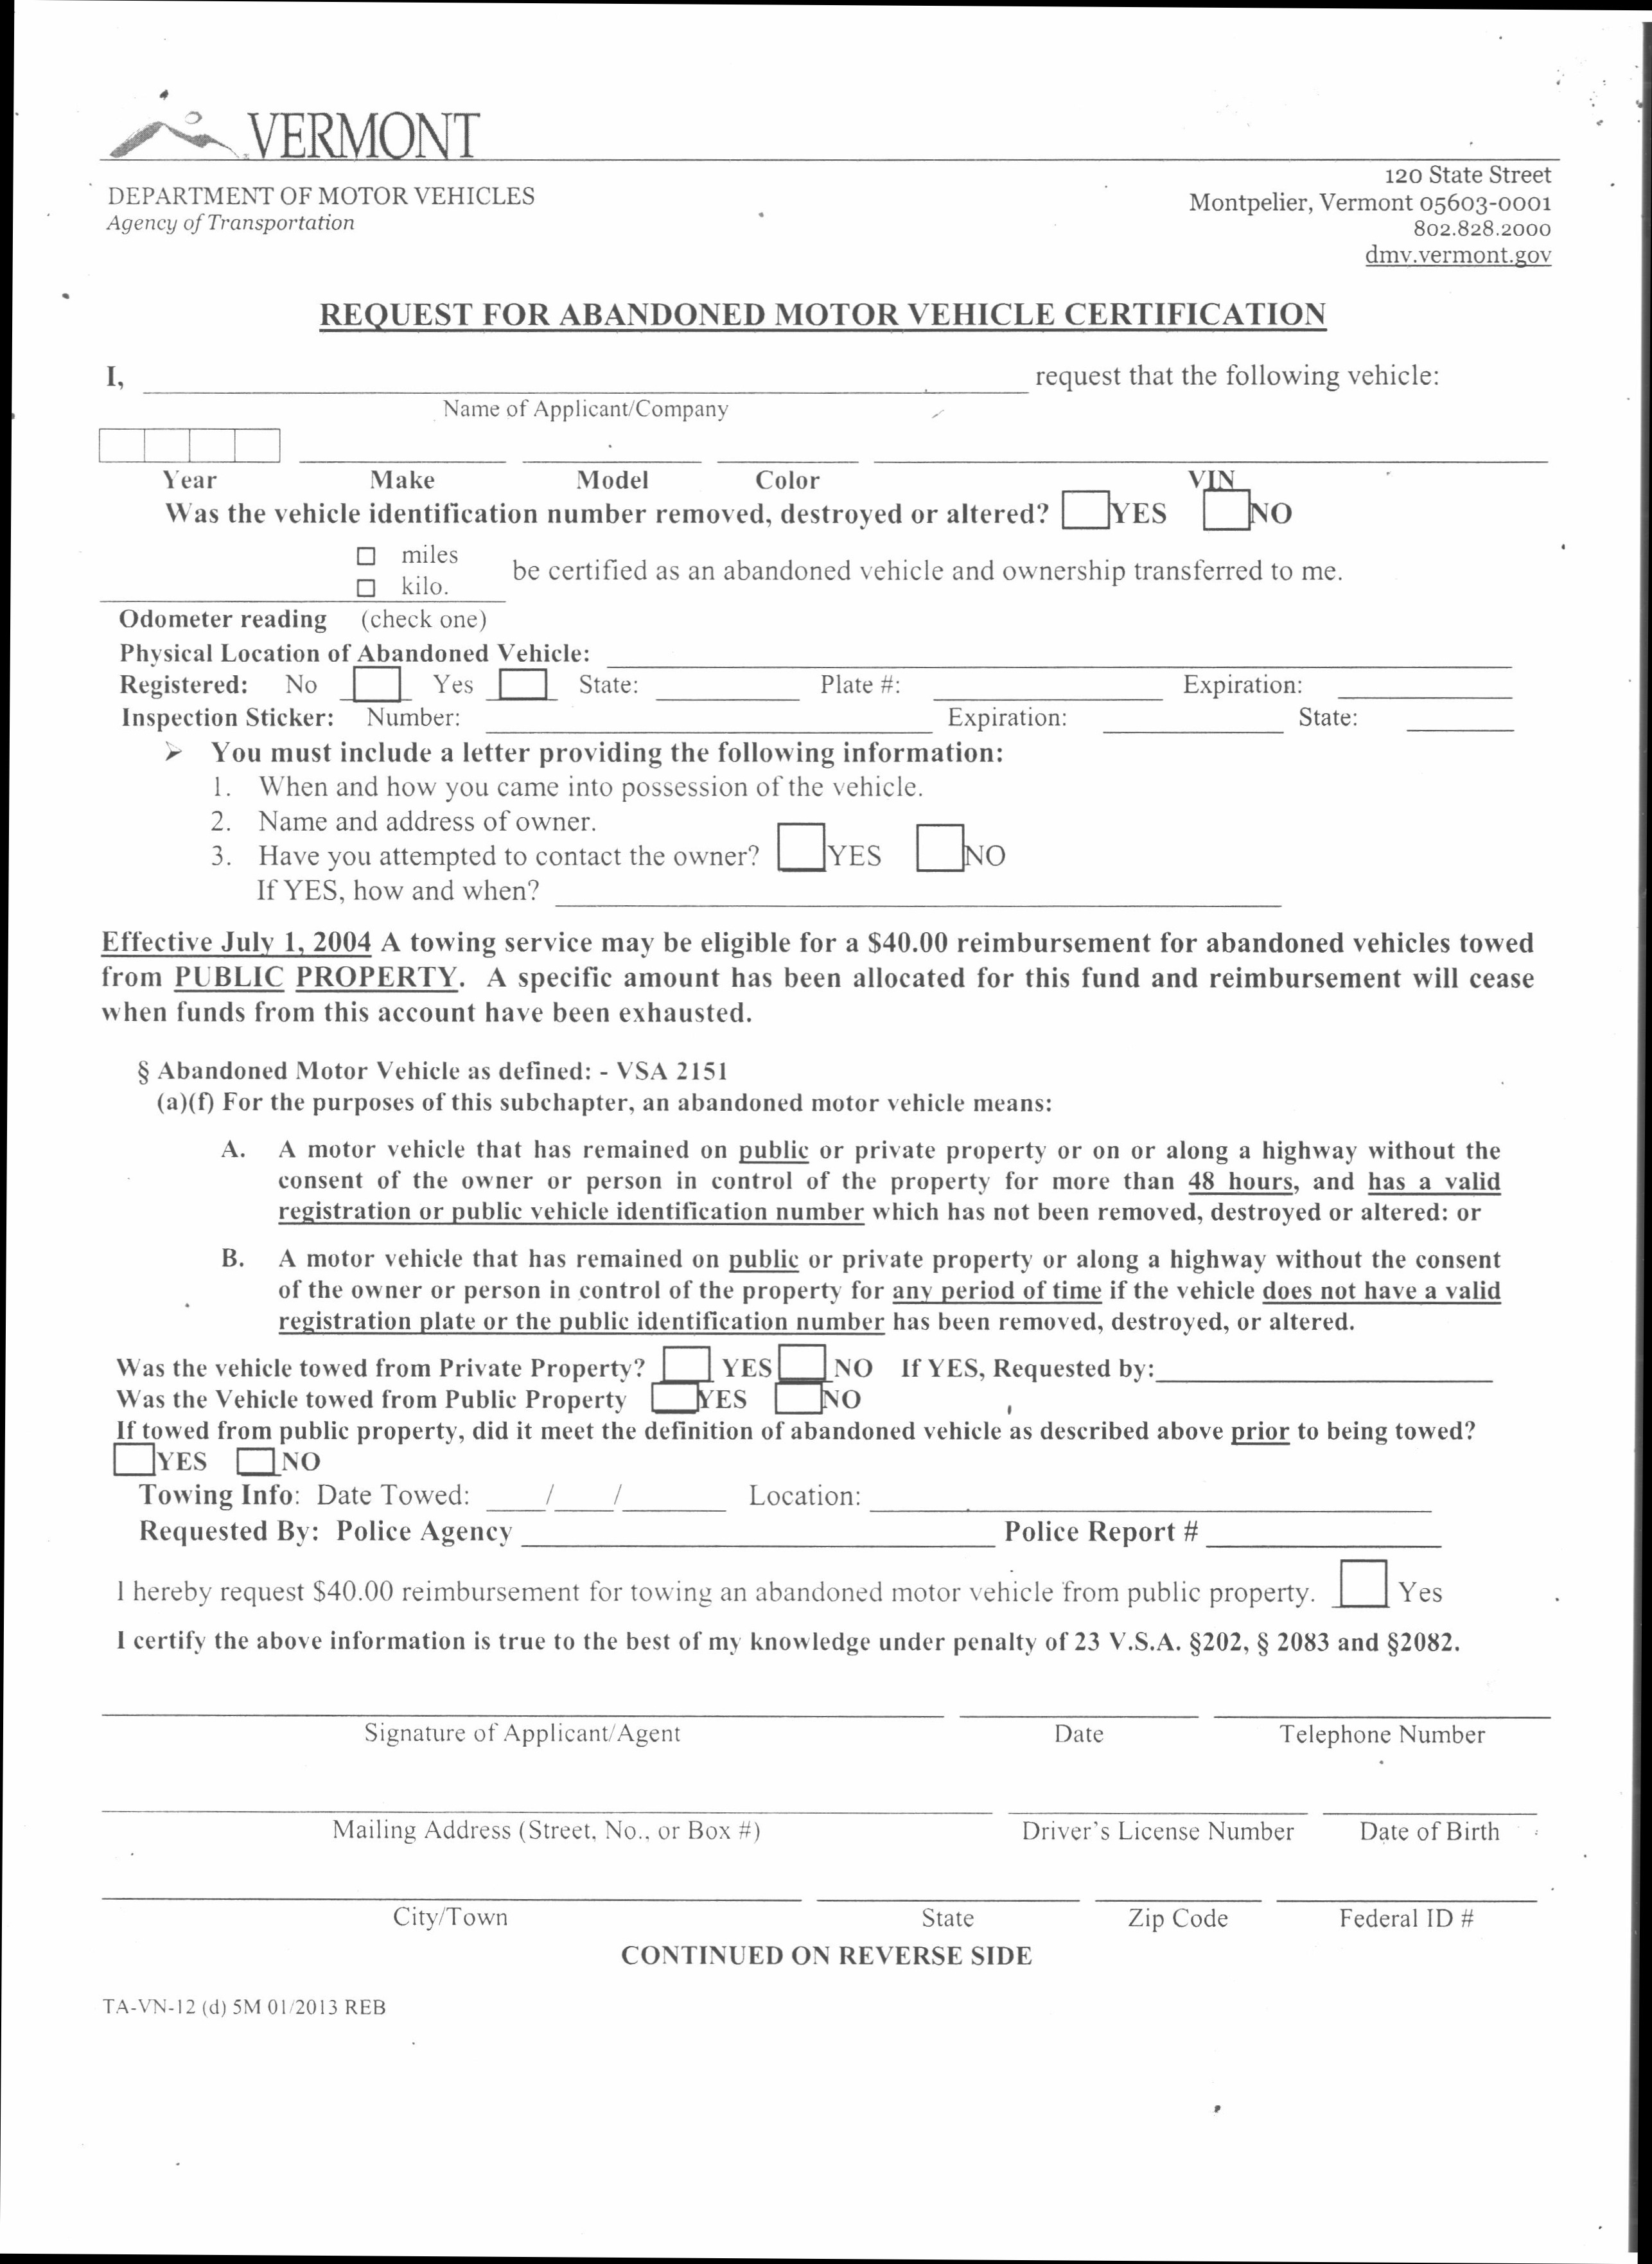 VERMONT
120 State Street
DEPARTMENT OF MOTOR VEHICLES
Montpelier, Vermont 05603-0001
Agency of Transportation
802.828.2000
dmv.vermont.gov
REQUEST FOR ABANDONED MOTOR VEHICLE CERTIFICATION
I, request that the following vehicle:
Name of Applicant/Company
Year Make Model Color VIN
Was the vehicle identification number removed, destroyed or altered? YES NO
miles
be certified as an abandoned vehicle and ownership transferred to me.
kilo.
Odometer reading (check one)
Physical Location of Abandoned Vehicle:
Registered: No Yes State: Plate #: Expiration:
Inspection Sticker: Number: Expiration: State:
➢ You must include a letter providing the following information:
1. When and how you came into possession of the vehicle.
2. Name and address of owner.
3. Have you attempted to contact the owner? YES NO
If YES, how and when?
Effective July 1, 2004 A towing service may be eligible for a $40.00 reimbursement for abandoned vehicles towed
from PUBLIC PROPERTY. A specific amount has been allocated for this fund and reimbursement will cease
when funds from this account have been exhausted.
§ Abandoned Motor Vehicle as defined: - VSA 2151
(a)(f) For the purposes of this subchapter, an abandoned motor vehicle means:
A. A motor vehicle that has remained on public or private property or on or along a highway without the
consent of the owner or person in control of the property for more than 48 hours, and has a valid
registration or public vehicle identification number which has not been removed, destroyed or altered: or
B. A motor vehicle that has remained on public or private property or along a highway without the consent
of the owner or person in control of the property for any period of time if the vehicle does not have a valid
registration plate or the public identification number has been removed, destroyed, or altered.
Was the vehicle towed from Private Property? YES NO If YES, Requested by:
Was the Vehicle towed from Public Property YES NO
If towed from public property, did it meet the definition of abandoned vehicle as described above prior to being towed?
YES NO
Towing Info: Date Towed: / / Location:
Requested By: Police Agency Police Report #
I hereby request $40.00 reimbursement for towing an abandoned motor vehicle from public property. Yes
I certify the above information is true to the best of my knowledge under penalty of 23 V.S.A. §202, § 2083 and §2082.
Signature of Applicant/Agent Date Telephone Number
Mailing Address (Street, No., or Box #) Driver's License Number Date of Birth
City/Town State Zip Code Federal ID #
CONTINUED ON REVERSE SIDE
TA-VN-12 (d) 5M 01/2013 REB